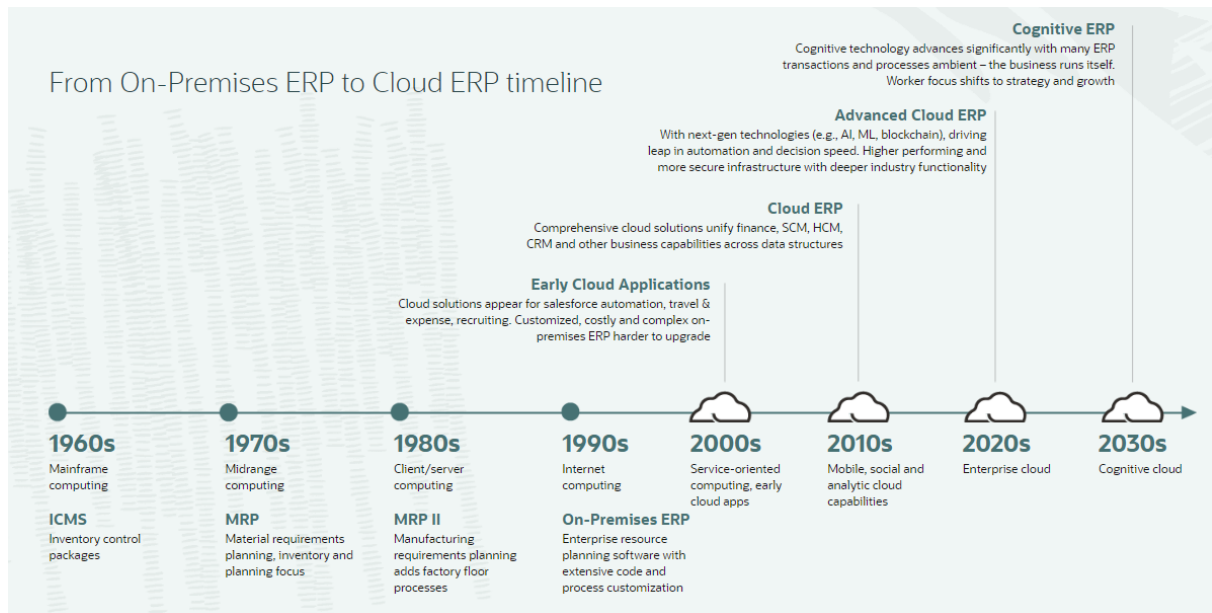 From On-Premises ERP to Cloud ERP timeline
Cognitive ERP
Cognitive technology advances significantly with many ERP
transactions and processes ambient – the business runs itself.
Worker focus shifts to strategy and growth
Advanced Cloud ERP
With next-gen technologies (e.g., AI, ML, blockchain), driving
leap in automation and decision speed. Higher performing and
more secure infrastructure with deeper industry functionality
Cloud ERP
Comprehensive cloud solutions unify finance, SCM, HCM,
CRM and other business capabilities across data structures
Early Cloud Applications
Cloud solutions appear for salesforce automation, travel &
expense, recruiting. Customized, costly and complex on-
premises ERP harder to upgrade
1960s
Mainframe
computing
ICMS
Inventory control
packages
1970s
Midrange
computing
MRP
Material requirements
planning, inventory and
planning focus
1980s
Client/server
computing
MRP II
Manufacturing
requirements planning
adds factory floor
processes
1990s
Internet
computing
On-Premises ERP
Enterprise resource
planning software with
extensive code and
process customization
2000s
Service-oriented
computing, early
cloud apps
2010s
Mobile, social and
analytic cloud
capabilities
2020s
Enterprise cloud
2030s
Cognitive cloud